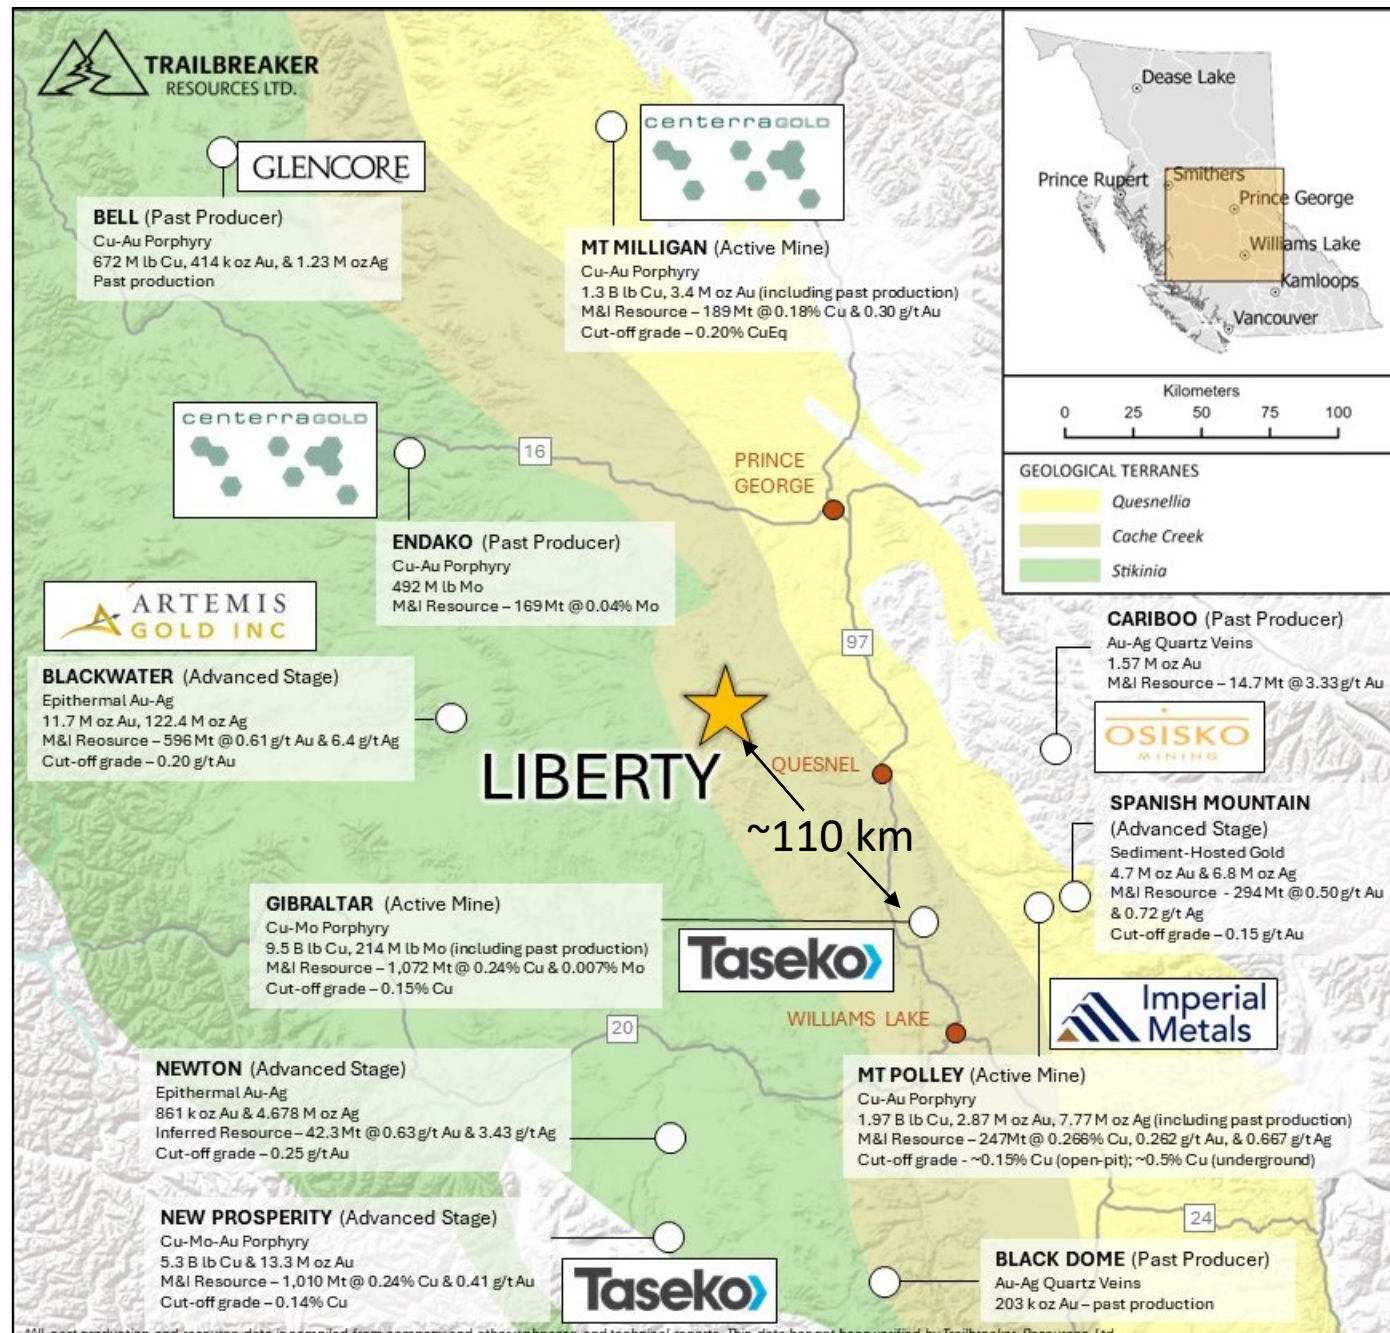 TRAILBREAKER
RESOURCES LTD.
GLENCORE
BELL (Past Producer)
Cu-Au Porphyry
672 M lb Cu, 414 k oz Au, & 1.23 M oz Ag
Past production
centerraGOLD
MT MILLIGAN (Active Mine)
Cu-Au Porphyry
1.3 B lb Cu, 3.4 M oz Au (including past production)
M&I Resource – 189 Mt @ 0.18% Cu & 0.30 g/t Au
Cut-off grade – 0.20% CuEq
Dease Lake
Prince Rupert
Smithers
Prince George
Williams Lake
Kamloops
Vancouver
Kilometers
0 25 50 75 100
GEOLOGICAL TERRANES
Quesnellia
Cache Creek
Stikinia
centerraGOLD
16
PRINCE
GEORGE
ENDAKO (Past Producer)
Cu-Au Porphyry
492 M lb Mo
M&I Resource – 169 Mt @ 0.04% Mo
ARTEMIS
GOLD INC
BLACKWATER (Advanced Stage)
Epithermal Au-Ag
11.7 M oz Au, 122.4 M oz Ag
M&I Reosurce – 596 Mt @ 0.61 g/t Au & 6.4 g/t Ag
Cut-off grade – 0.20 g/t Au
97
CARIBOO (Past Producer)
Au-Ag Quartz Veins
1.57 M oz Au
M&I Resource – 14.7 Mt @ 3.33 g/t Au
OSISKO
MINING
LIBERTY
QUESNEL
~110 km
SPANISH MOUNTAIN
(Advanced Stage)
Sediment-Hosted Gold
4.7 M oz Au & 6.8 M oz Ag
M&I Resource - 294 Mt @ 0.50 g/t Au
& 0.72 g/t Ag
Cut-off grade – 0.15 g/t Au
GIBRALTAR (Active Mine)
Cu-Mo Porphyry
9.5 B lb Cu, 214 M lb Mo (including past production)
M&I Resource – 1,072 Mt @ 0.24% Cu & 0.007% Mo
Cut-off grade – 0.15% Cu
Taseko
Imperial
Metals
WILLIAMS LAKE
20
NEWTON (Advanced Stage)
Epithermal Au-Ag
861 k oz Au & 4.678 M oz Ag
Inferred Resource – 42.3 Mt @ 0.63 g/t Au & 3.43 g/t Ag
Cut-off grade – 0.25 g/t Au
MT POLLEY (Active Mine)
Cu-Au Porphyry
1.97 B lb Cu, 2.87 M oz Au, 7.77 M oz Ag (including past production)
M&I Resource – 247Mt @ 0.266% Cu, 0.262 g/t Au, & 0.667 g/t Ag
Cut-off grade - ~0.15% Cu (open-pit); ~0.5% Cu (underground)
NEW PROSPERITY (Advanced Stage)
Cu-Mo-Au Porphyry
5.3 B lb Cu & 13.3 M oz Au
M&I Resource – 1,010 Mt @ 0.24% Cu & 0.41 g/t Au
Cut-off grade – 0.14% Cu
Taseko
24
BLACK DOME (Past Producer)
Au-Ag Quartz Veins
203 k oz Au – past production